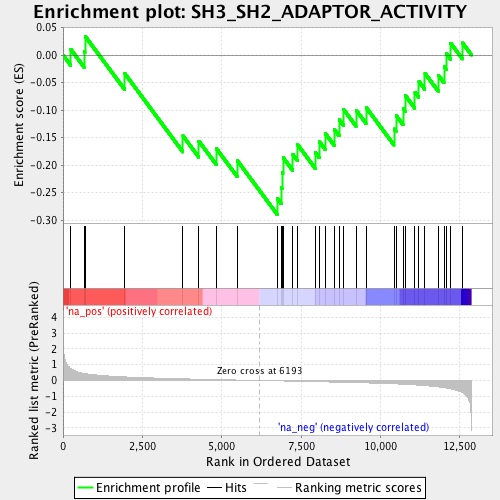 Enrichment plot: SH3_SH2_ADAPTOR_ACTIVITY
Enrichment score (ES)
0.05
0.00
-0.05
-0.10
-0.15
-0.20
-0.25
-0.30
'na_pos' (positively correlated)
Ranked list metric (PreRanked)
4
3
2
1
0
-1
-2
-3
Zero cross at 6193
'na_neg' (negatively correlated)
0 2,500 5,000 7,500 10,000 12,500
Rank in Ordered Dataset
Enrichment profile Hits Ranking metric scores